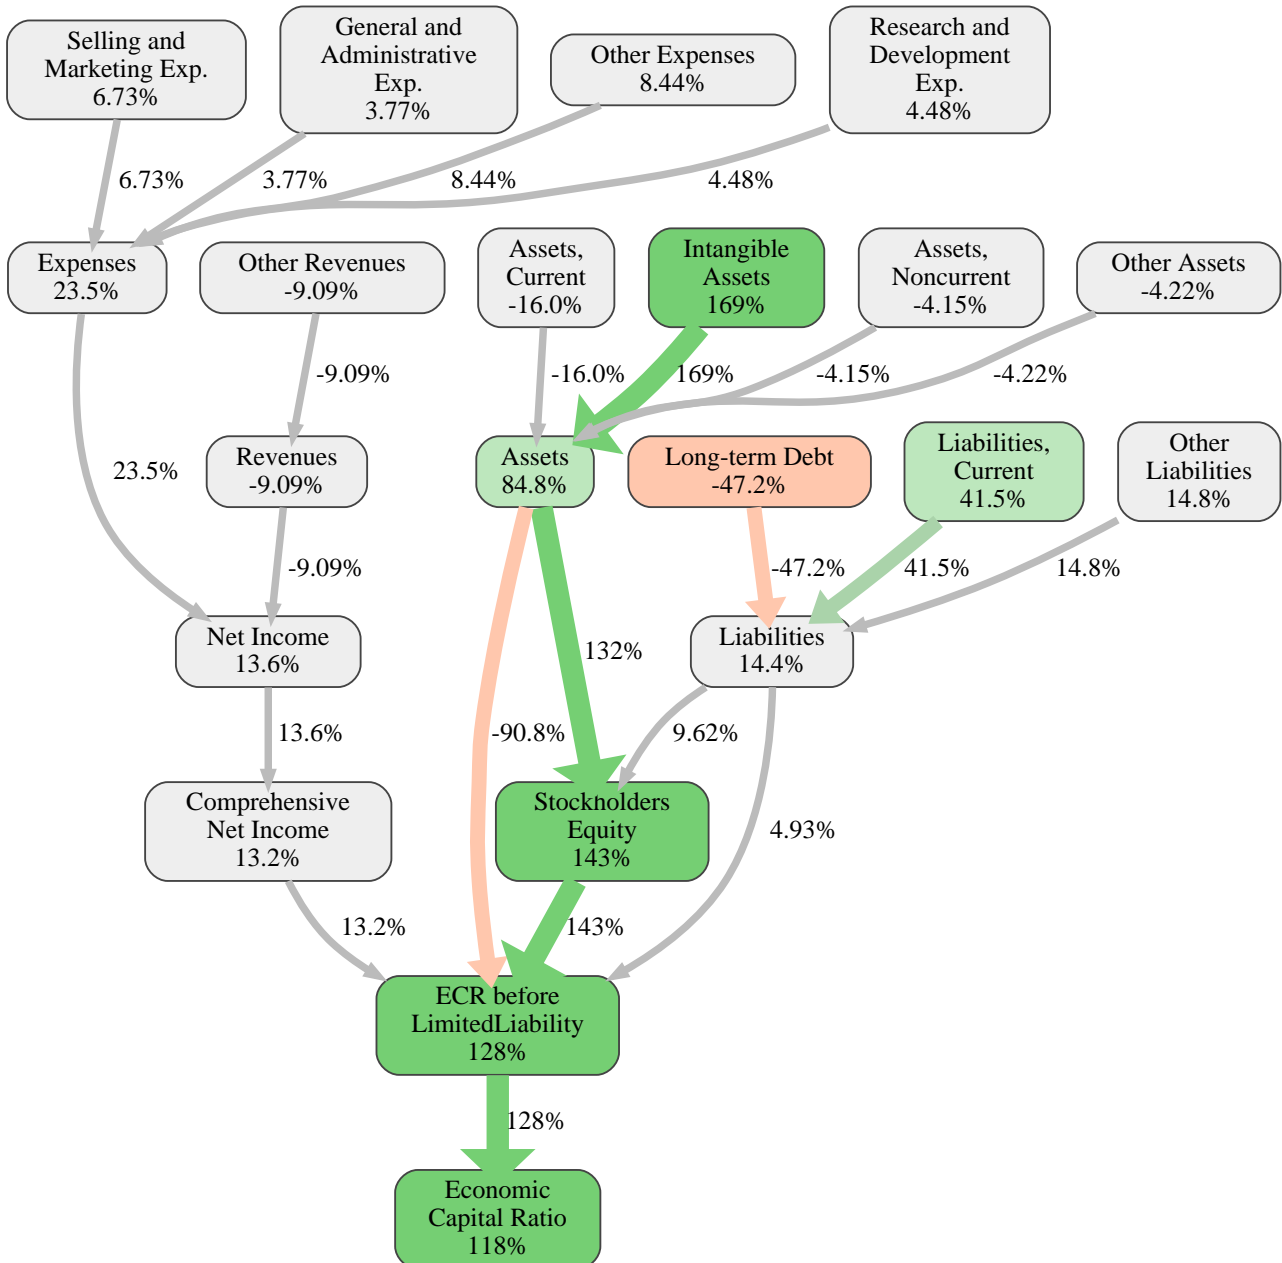 Selling and
Marketing Exp.
6.73%
General and
Administrative
Exp.
3.77%
Other Expenses
8.44%
Research and
Development
Exp.
4.48%
6.73%
3.77%
8.44%
4.48%
Expenses
23.5%
Other Revenues
-9.09%
Assets,
Current
-16.0%
Intangible
Assets
169%
Assets,
Noncurrent
-4.15%
Other Assets
-4.22%
-9.09%
-16.0%
169%
-4.15%
-4.22%
23.5%
Revenues
-9.09%
Assets
84.8%
Long-term Debt
-47.2%
Liabilities,
Current
41.5%
Other
Liabilities
14.8%
-9.09%
-47.2%
41.5%
14.8%
Net Income
13.6%
132%
Liabilities
14.4%
13.6%
-90.8%
9.62%
Comprehensive
Net Income
13.2%
Stockholders
Equity
143%
4.93%
13.2%
143%
ECR before
LimitedLiability
128%
128%
Economic
Capital Ratio
118%